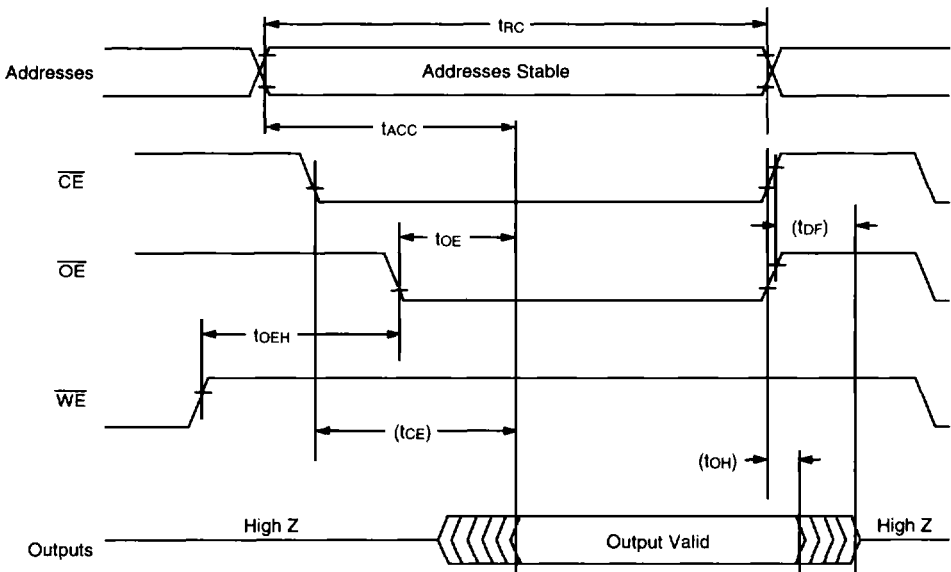 tRC
Addresses
Addresses Stable
tACC
CE
(tDF)
tOE
OE
tOEH
WE
(tCE)
(tOH)
High Z
High Z
Outputs
Output Valid